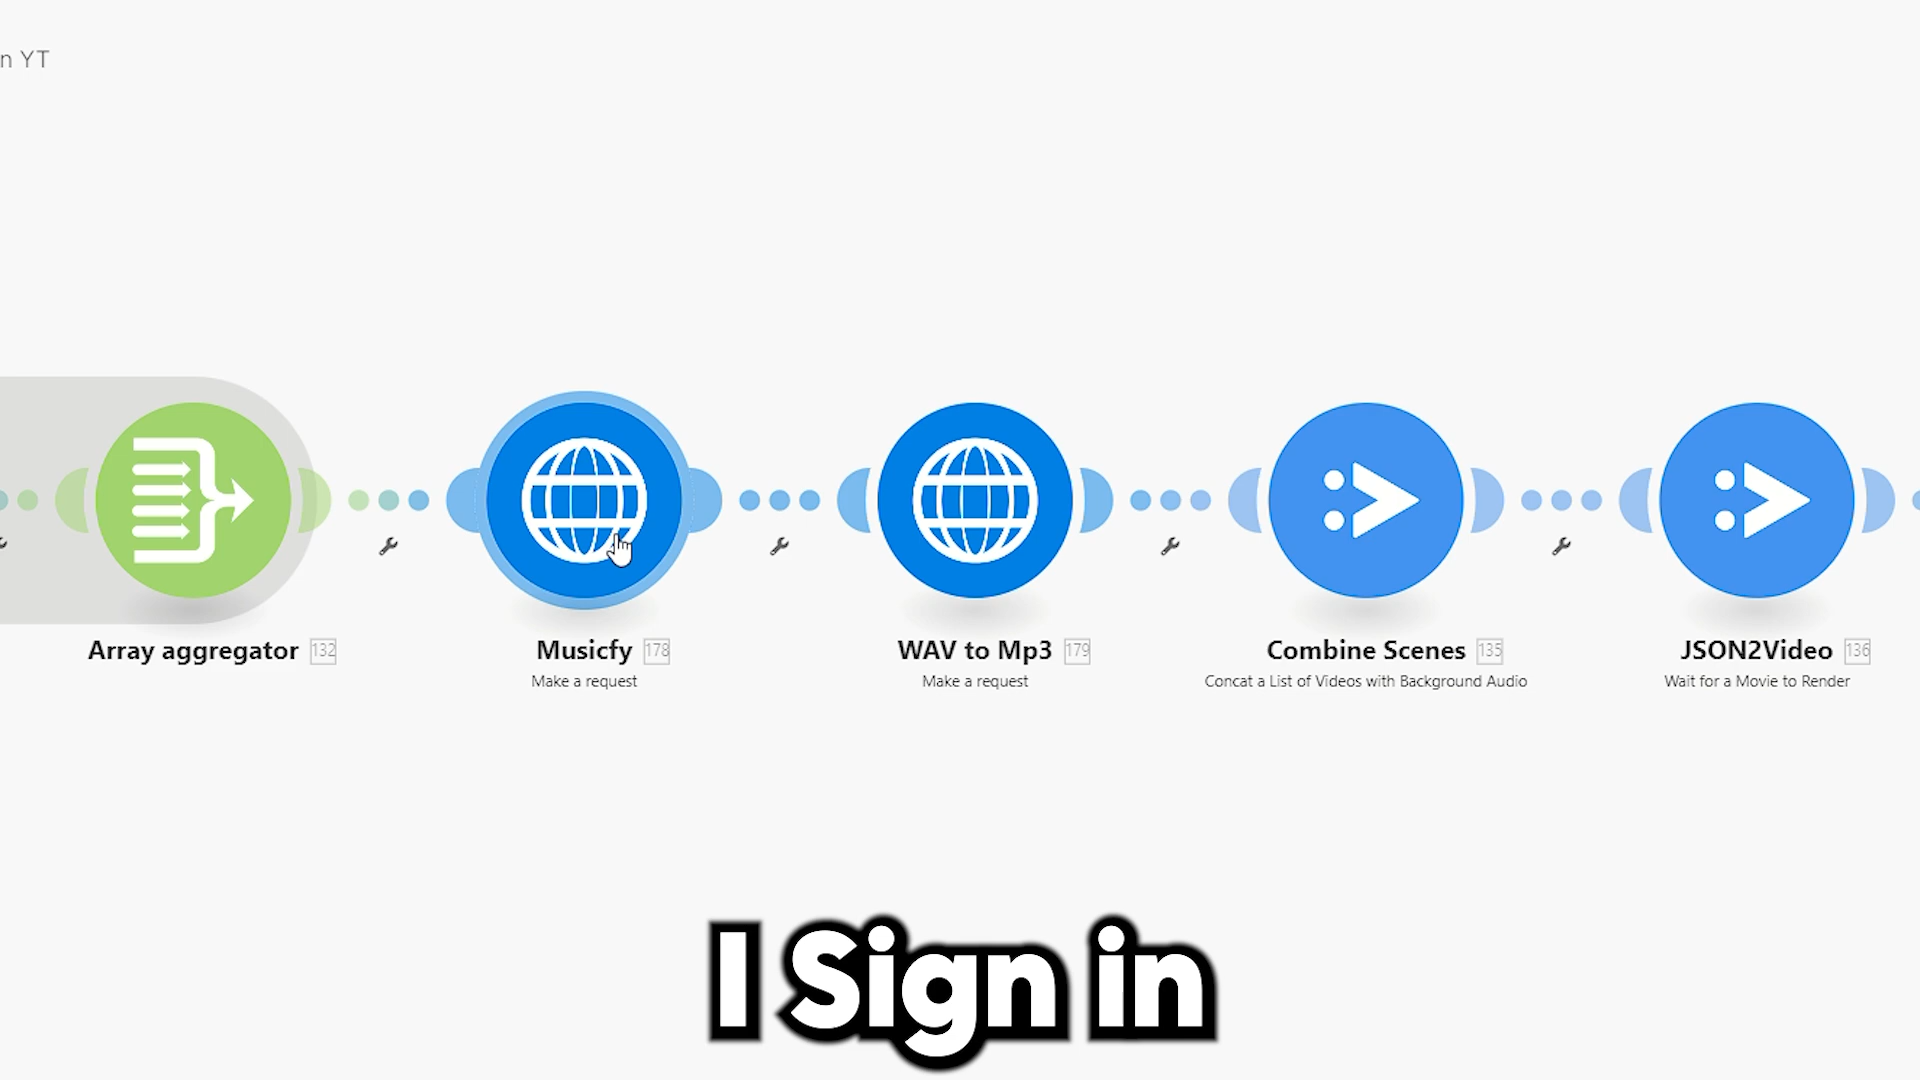 n YT
Array aggregator 132
Musicfy 178
Make a request
WAV to Mp3 179
Make a request
Combine Scenes 135
Concat a List of Videos with Background Audio
JSON2Video 136
Wait for a Movie to Render
I Sign in